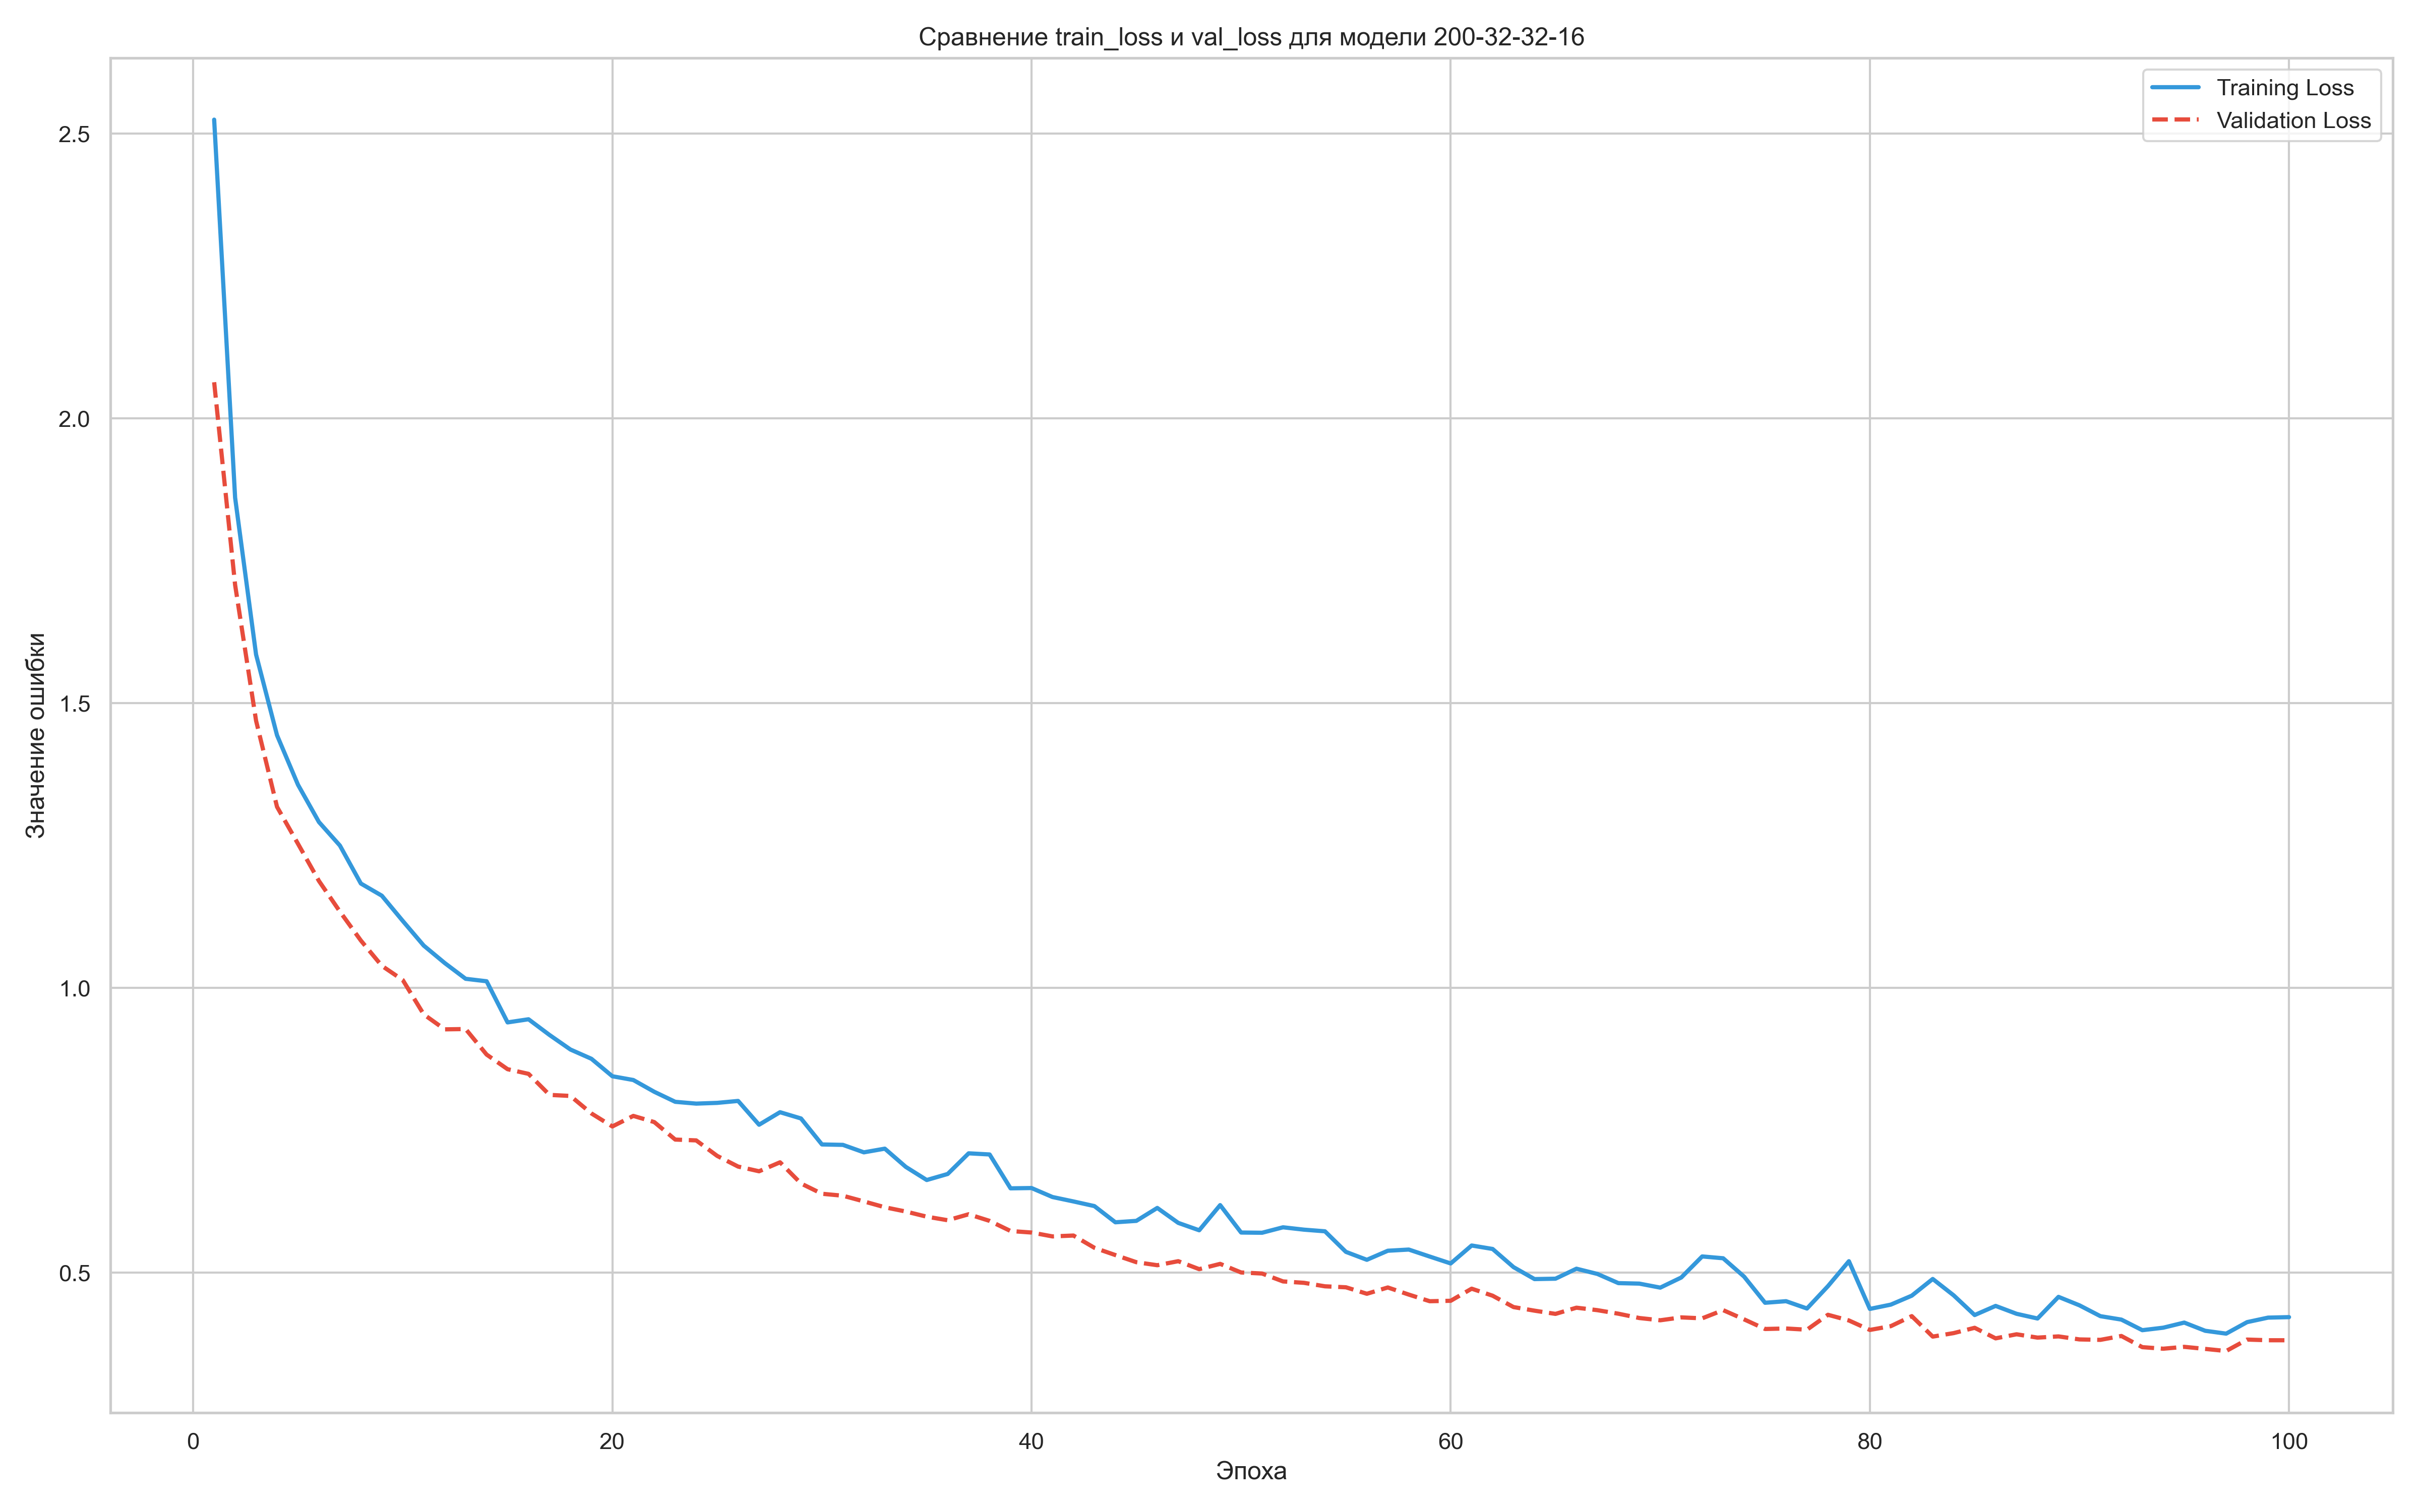 Сравнение train_loss и val_loss для модели 200-32-32-16
Training Loss
Validation Loss
2.5
2.0
1.5
1.0
0.5
Значение ошибки
0
20
40
60
80
100
Эпоха